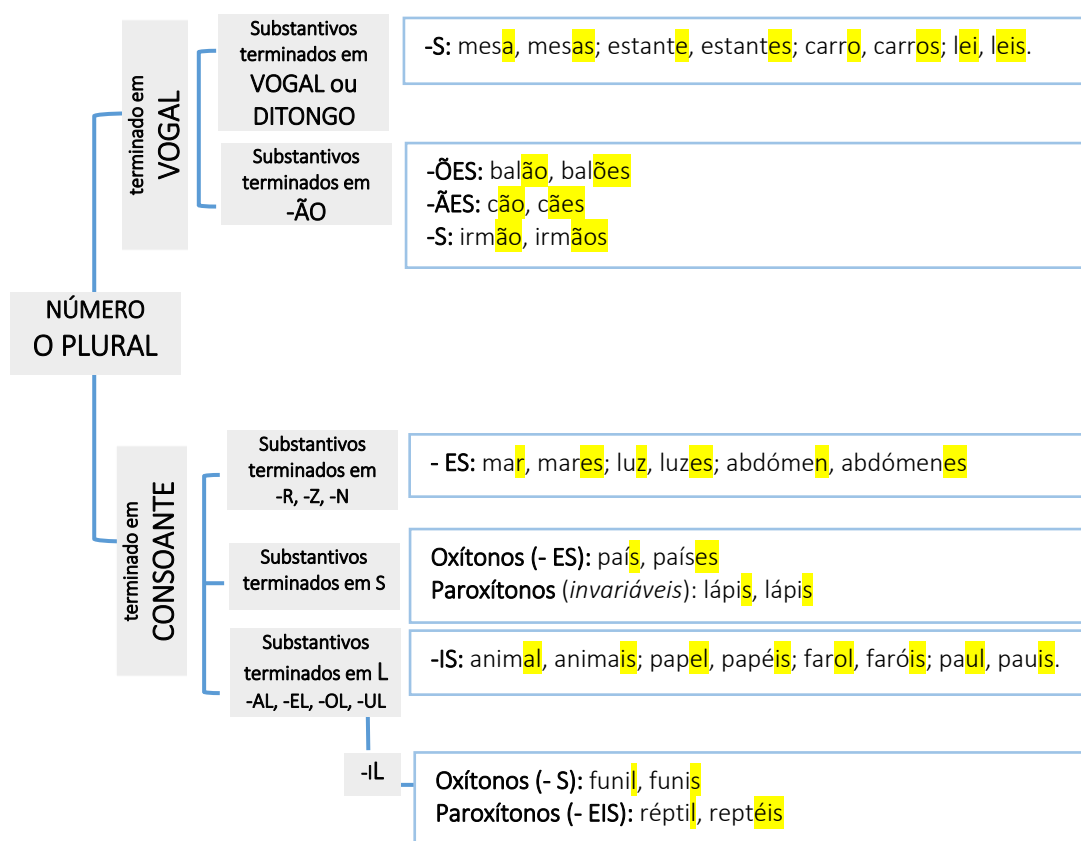 NÚMERO
O PLURAL
terminado em
VOGAL
Substantivos
terminados em
VOGAL ou
DITONGO
-S: mesa, mesas; estante, estantes; carro, carros; lei, leis.
Substantivos
terminados em
-ÃO
-ÕES: balão, balões
-ÃES: cão, cães
-S: irmão, irmãos
terminado em
CONSOANTE
Substantivos
terminados em
-R, -Z, -N
- ES: mar, mares; luz, luzes; abdómen, abdómenes
Substantivos
terminados em S
Oxítonos (- ES): país, países
Paroxítonos (invariáveis): lápis, lápis
Substantivos
terminados em L
-AL, -EL, -OL, -UL
-IS: animal, animais; papel, papéis; farol, faróis; paul, pauis.
-IL
Oxítonos (- S): funil, funis
Paroxítonos (- EIS): réptil, reptéis